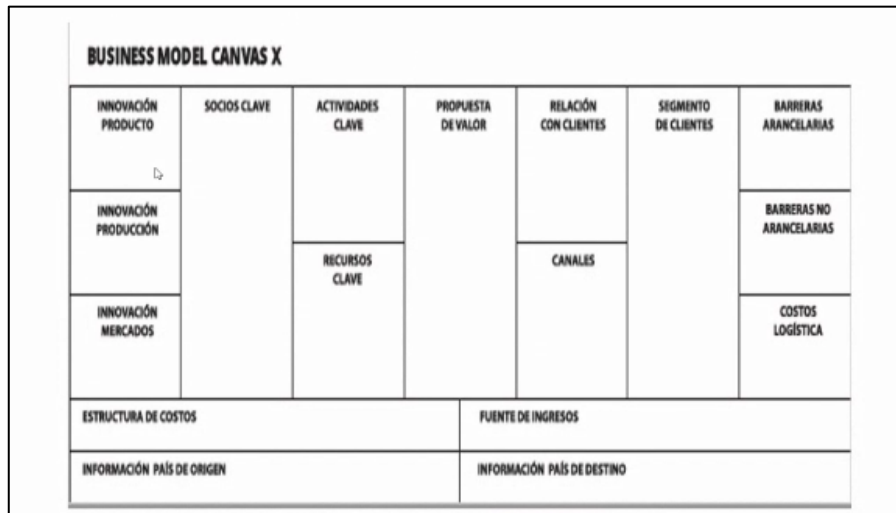 BUSINESS MODEL CANVAS X
INNOVACIÓN
PRODUCTO
SOCIOS CLAVE
ACTIVIDADES
CLAVE
PROPUESTA
DE VALOR
RELACIÓN
CON CLIENTES
SEGMENTO
DE CLIENTES
BARRERAS
ARANCELARIAS
INNOVACIÓN
PRODUCCIÓN
BARRERAS NO
ARANCELARIAS
RECURSOS
CLAVE
CANALES
INNOVACIÓN
MERCADOS
COSTOS
LOGÍSTICA
ESTRUCTURA DE COSTOS
FUENTE DE INGRESOS
INFORMACIÓN PAÍS DE ORIGEN
INFORMACIÓN PAÍS DE DESTINO